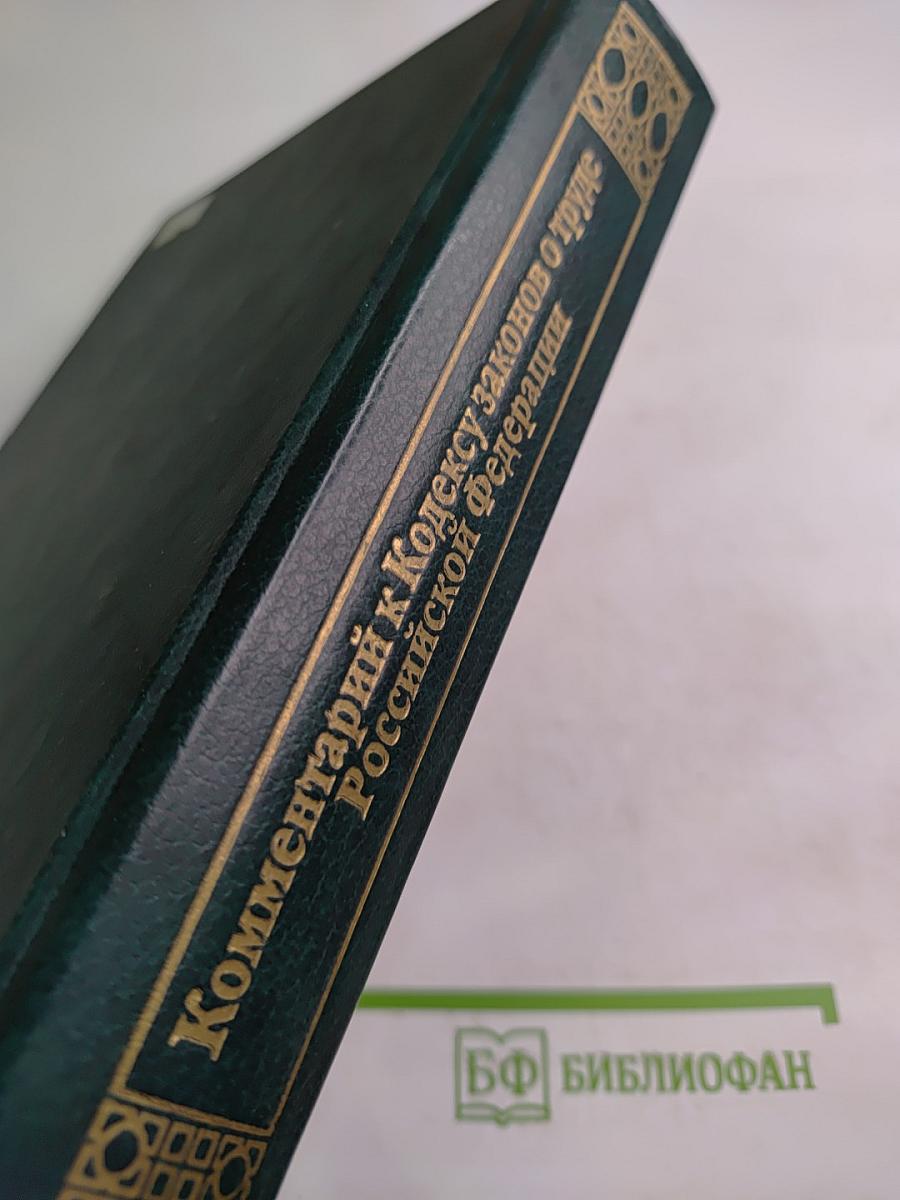 Комментарий к Кодексу законов о труде
Российской Федерации
БФ БИБЛИОФАН